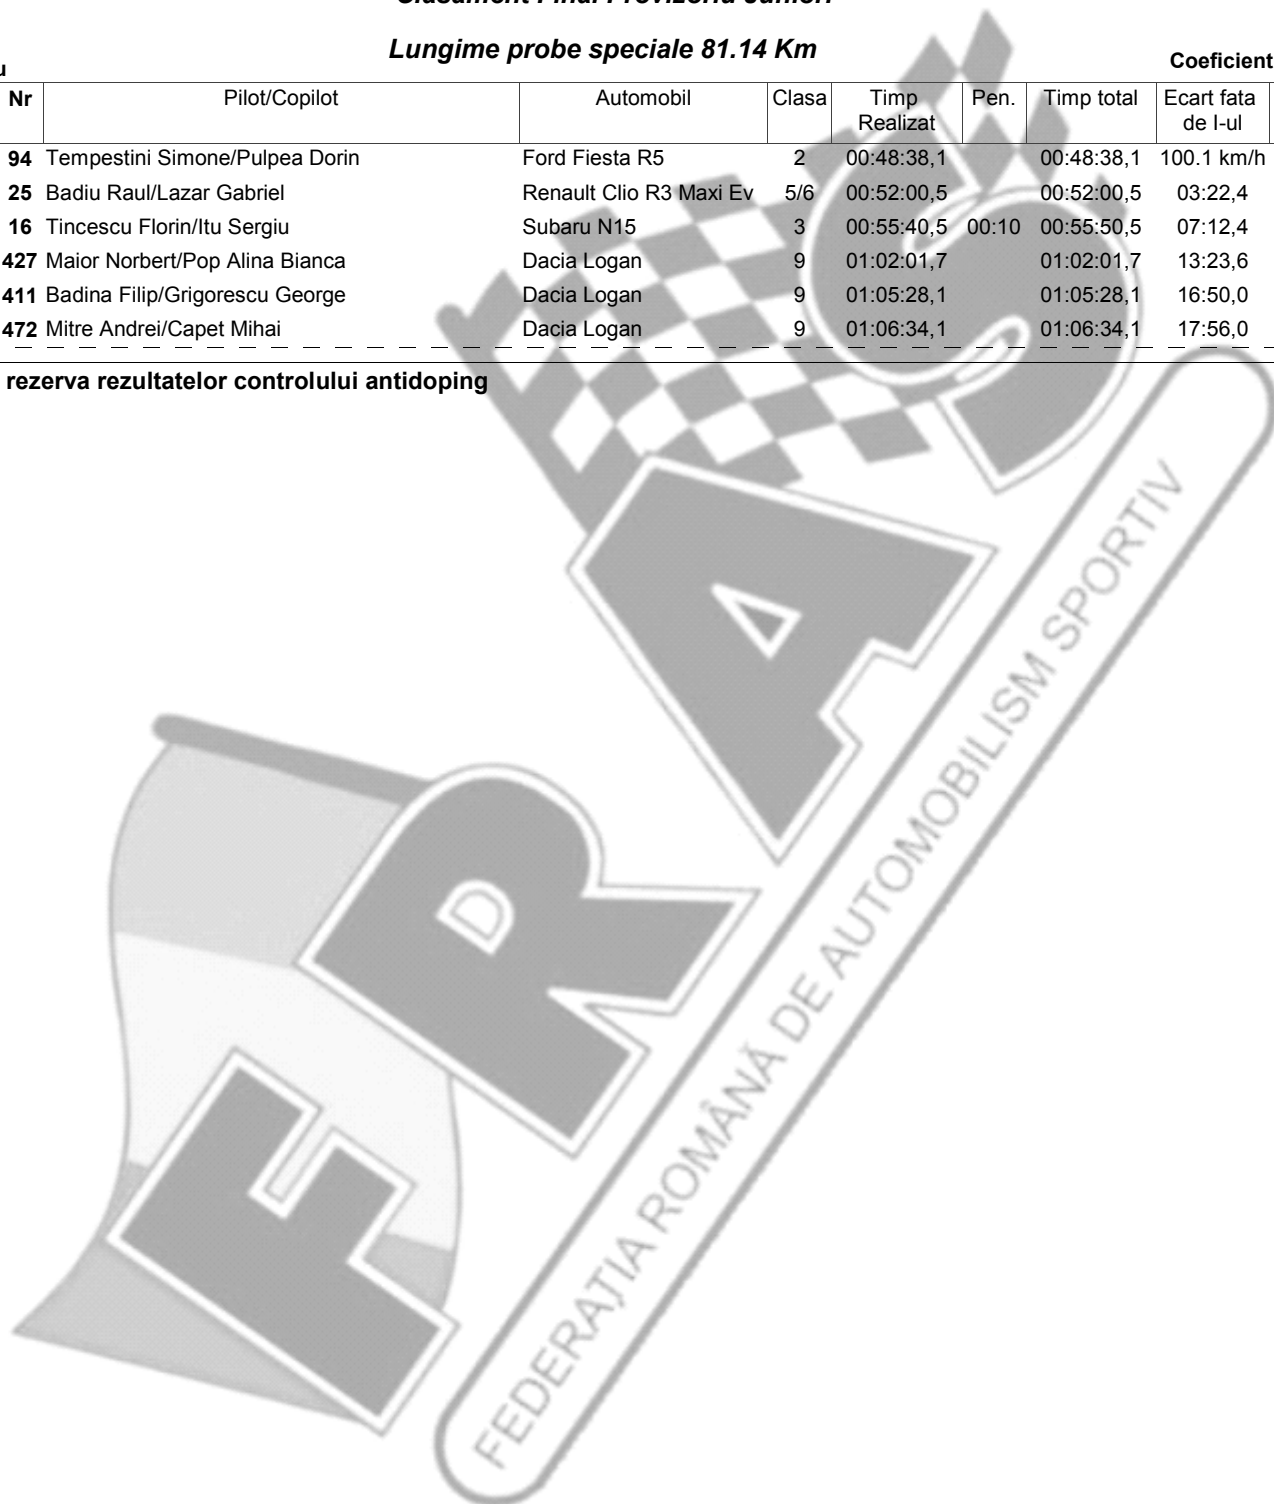 Clasament Final Provizoriu Juniori
Lungime probe speciale 81.14 Km
u
Coeficient
Nr Pilot/Copilot Automobil Clasa Timp Realizat Pen. Timp total Ecart fata de I-ul
94 Tempestini Simone/Pulpea Dorin Ford Fiesta R5 2 00:48:38,1 00:48:38,1 100.1 km/h
25 Badiu Raul/Lazar Gabriel Renault Clio R3 Maxi Ev 5/6 00:52:00,5 00:52:00,5 03:22,4
16 Tincescu Florin/Itu Sergiu Subaru N15 3 00:55:40,5 00:10 00:55:50,5 07:12,4
427 Maior Norbert/Pop Alina Bianca Dacia Logan 9 01:02:01,7 01:02:01,7 13:23,6
411 Badina Filip/Grigorescu George Dacia Logan 9 01:05:28,1 01:05:28,1 16:50,0
472 Mitre Andrei/Capet Mihai Dacia Logan 9 01:06:34,1 01:06:34,1 17:56,0
rezerva rezultatelor controlului antidoping
FRAS
FEDERAȚIA ROMÂNĂ DE AUTOMOBILISM SPORTIV